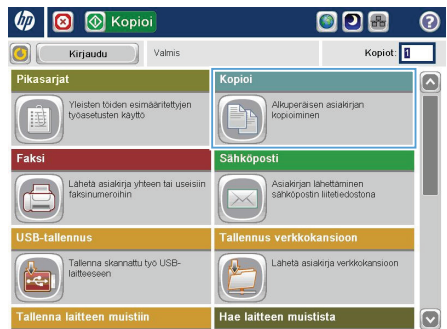 hp Kopioi ?
Kirjaudu Valmis Kopiot: 1
Pikasarjat
Yleisten töiden esimääritettyjen
työasetusten käyttö
Kopioi
Alkuperäisen asiakirjan
kopioiminen
Faksi
Lähetä asiakirja yhteen tai useisiin
faksinumeroihin
Sähköposti
Asiakirjan lähettäminen
sähköpostin liitetiedostona
USB-tallennus
Tallenna skannattu työ USB-
laitteeseen
Tallennus verkkokansioon
Lähetä asiakirja verkkokansioon
Tallenna laitteen muistiin
Hae laitteen muistista